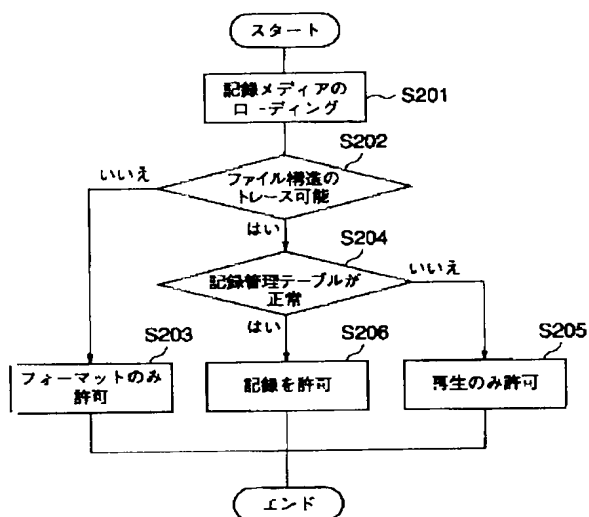 スタート
記録メディアの
ローディング
S201
S202
ファイル構造の
トレース可能
いいえ
はい
S204
記録管理テーブルが
正常
いいえ
はい
S203
フォーマットのみ
許可
S206
記録を許可
S205
再生のみ許可
エンド